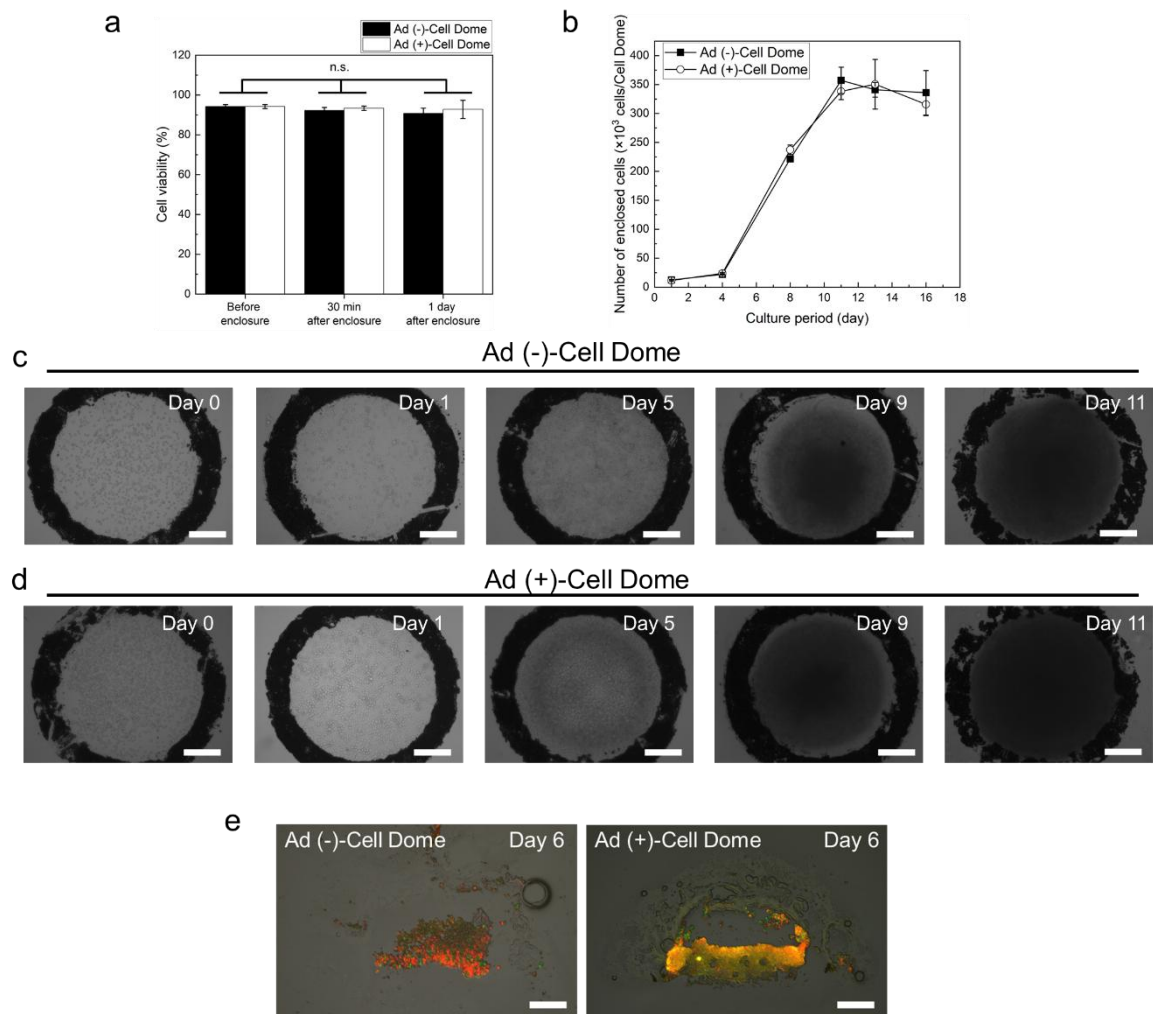 a
Ad (-)-Cell Dome
Ad (+)-Cell Dome
n.s.
120
100
80
60
40
20
0
Cell viability (%)
Before
enclosure
30 min
after enclosure
1 day
after enclosure
b
Ad (-)-Cell Dome
Ad (+)-Cell Dome
400
350
300
250
200
150
100
50
0
Number of enclosed cells (×10³ cells/Cell Dome)
0 2 4 6 8 10 12 14 16 18
Culture period (day)
c
Ad (-)-Cell Dome
Day 0
Day 1
Day 5
Day 9
Day 11
d
Ad (+)-Cell Dome
Day 0
Day 1
Day 5
Day 9
Day 11
e
Ad (-)-Cell Dome Day 6
Ad (+)-Cell Dome Day 6